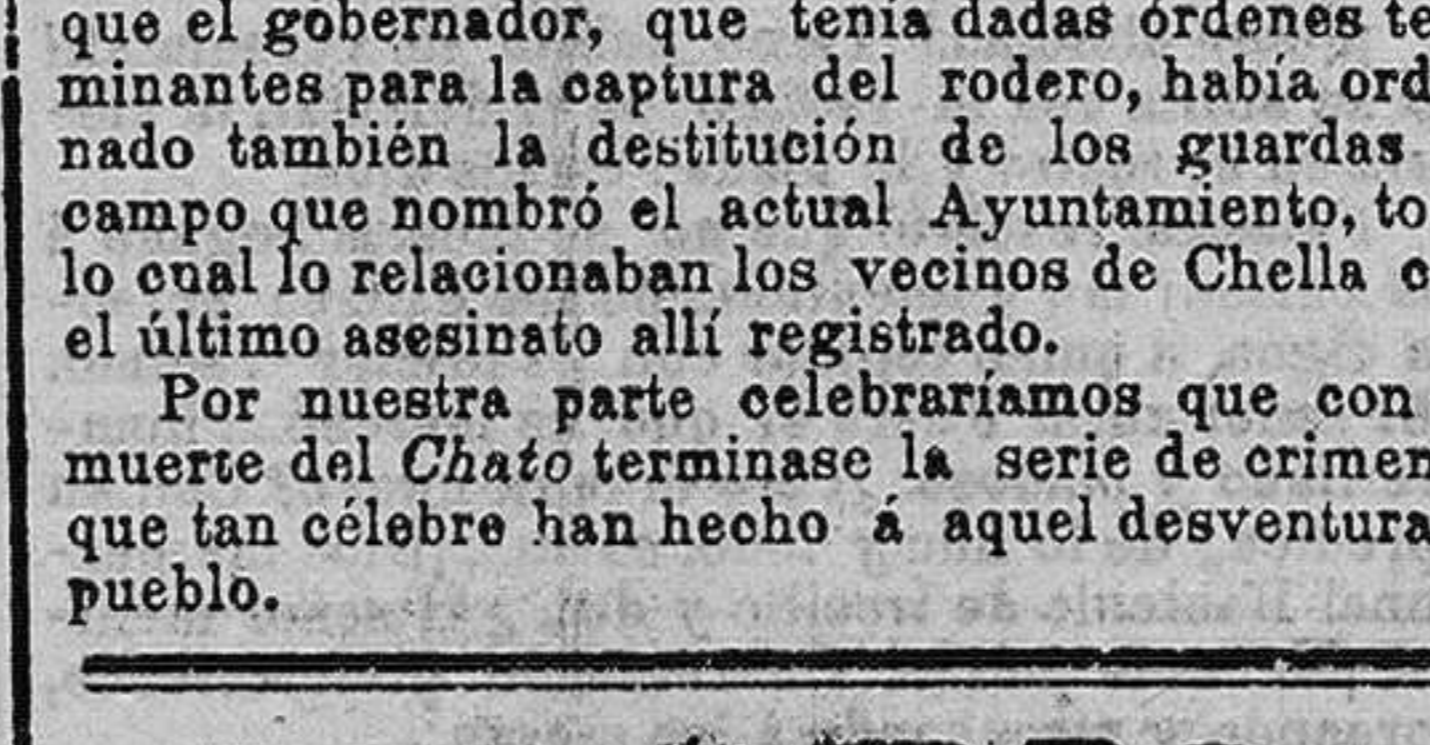 que el gobernador, que tenía dadas órdenes te
minantes para la captura del rodero, había ord
nado también la destitución de los guardas
campo que nombró el actual Ayuntamiento, to
lo cual lo relacionaban los vecinos de Chella c
el último asesinato allí registrado.
Por nuestra parte celebraríamos que con
muerte del Chato terminase la serie de crimen
que tan célebre han hecho á aquel desventura
pueblo.